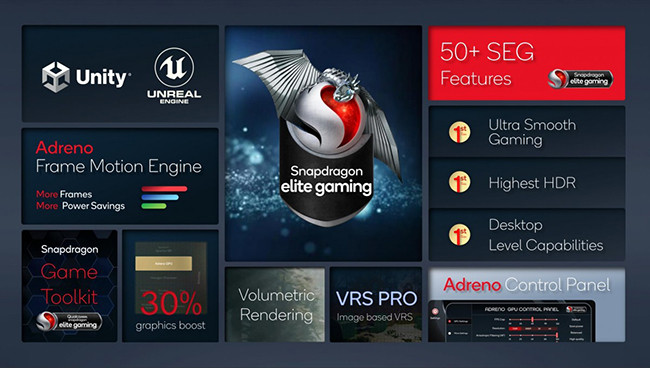 Unity
UNREAL
ENGINE
Adreno
Frame Motion Engine
More Frames
More Power Savings
Snapdragon
Game
Toolkit
Snapdragon
elite gaming
30%
graphics boost
Snapdragon
elite gaming
Volumetric
Rendering
VRS PRO
Image based VRS
50+ SEG
Features
Snapdragon
elite gaming
1st
Ultra Smooth
Gaming
1st
Highest HDR
1st
Desktop
Level Capabilities
Adreno Control Panel
ADRENO GPU CONTROL PANEL